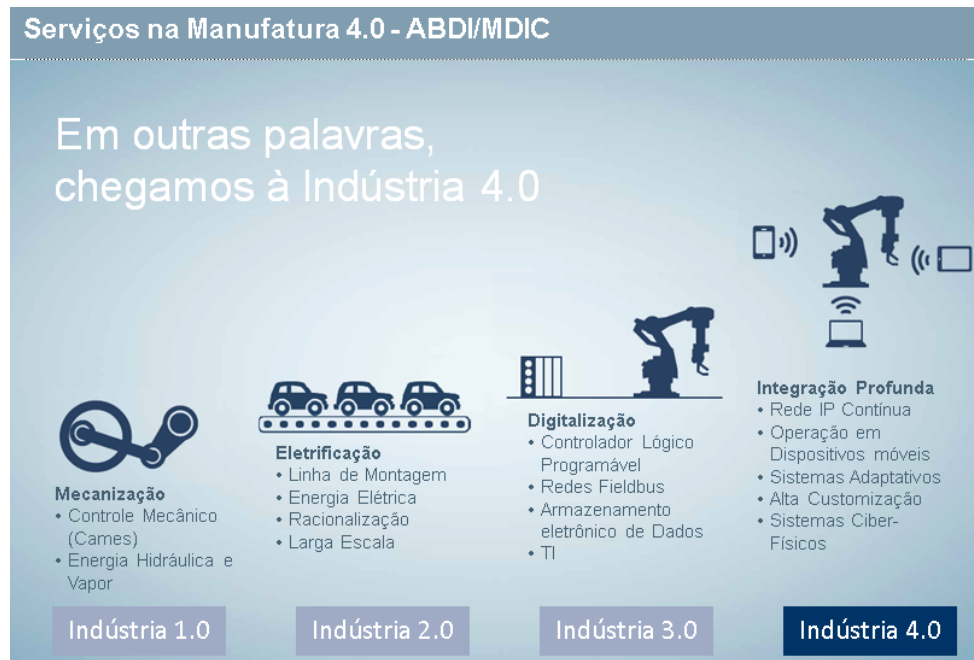 Serviços na Manufatura 4.0 - ABDI/MDIC
Em outras palavras,
chegamos à Indústria 4.0
Mecanização
• Controle Mecânico
(Cames)
• Energia Hidráulica e
Vapor
Indústria 1.0
Eletrificação
• Linha de Montagem
• Energia Elétrica
• Racionalização
• Larga Escala
Indústria 2.0
Digitalização
• Controlador Lógico
Programável
• Redes Fieldbus
• Armazenamento
eletrônico de Dados
• TI
Indústria 3.0
Integração Profunda
• Rede IP Contínua
• Operação em
Dispositivos móveis
• Sistemas Adaptativos
• Alta Customização
• Sistemas Ciber-
Físicos
Indústria 4.0